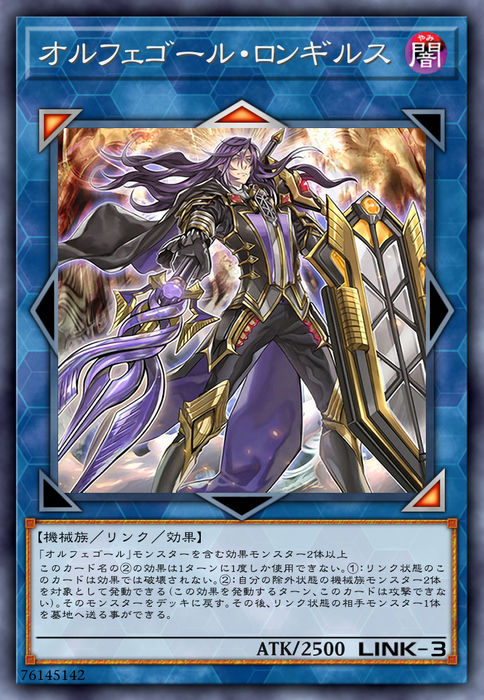 オルフェゴール・ロンギルス
やみ
闇
【機械族／リンク／効果】
「オルフェゴール」モンスターを含む効果モンスター2体以上
このカード名の②の効果は1ターンに1度しか使用できない。①：リンク状態のこ
のカードは効果では破壊されない。②：自分の除外状態の機械族モンスター2体
を対象として発動できる(この効果を発動するターン、このカードは攻撃できな
い)。そのモンスターをデッキに戻す。その後、リンク状態の相手モンスター1体
を墓地へ送る事ができる。
ATK/2500 LINK-3
76145142